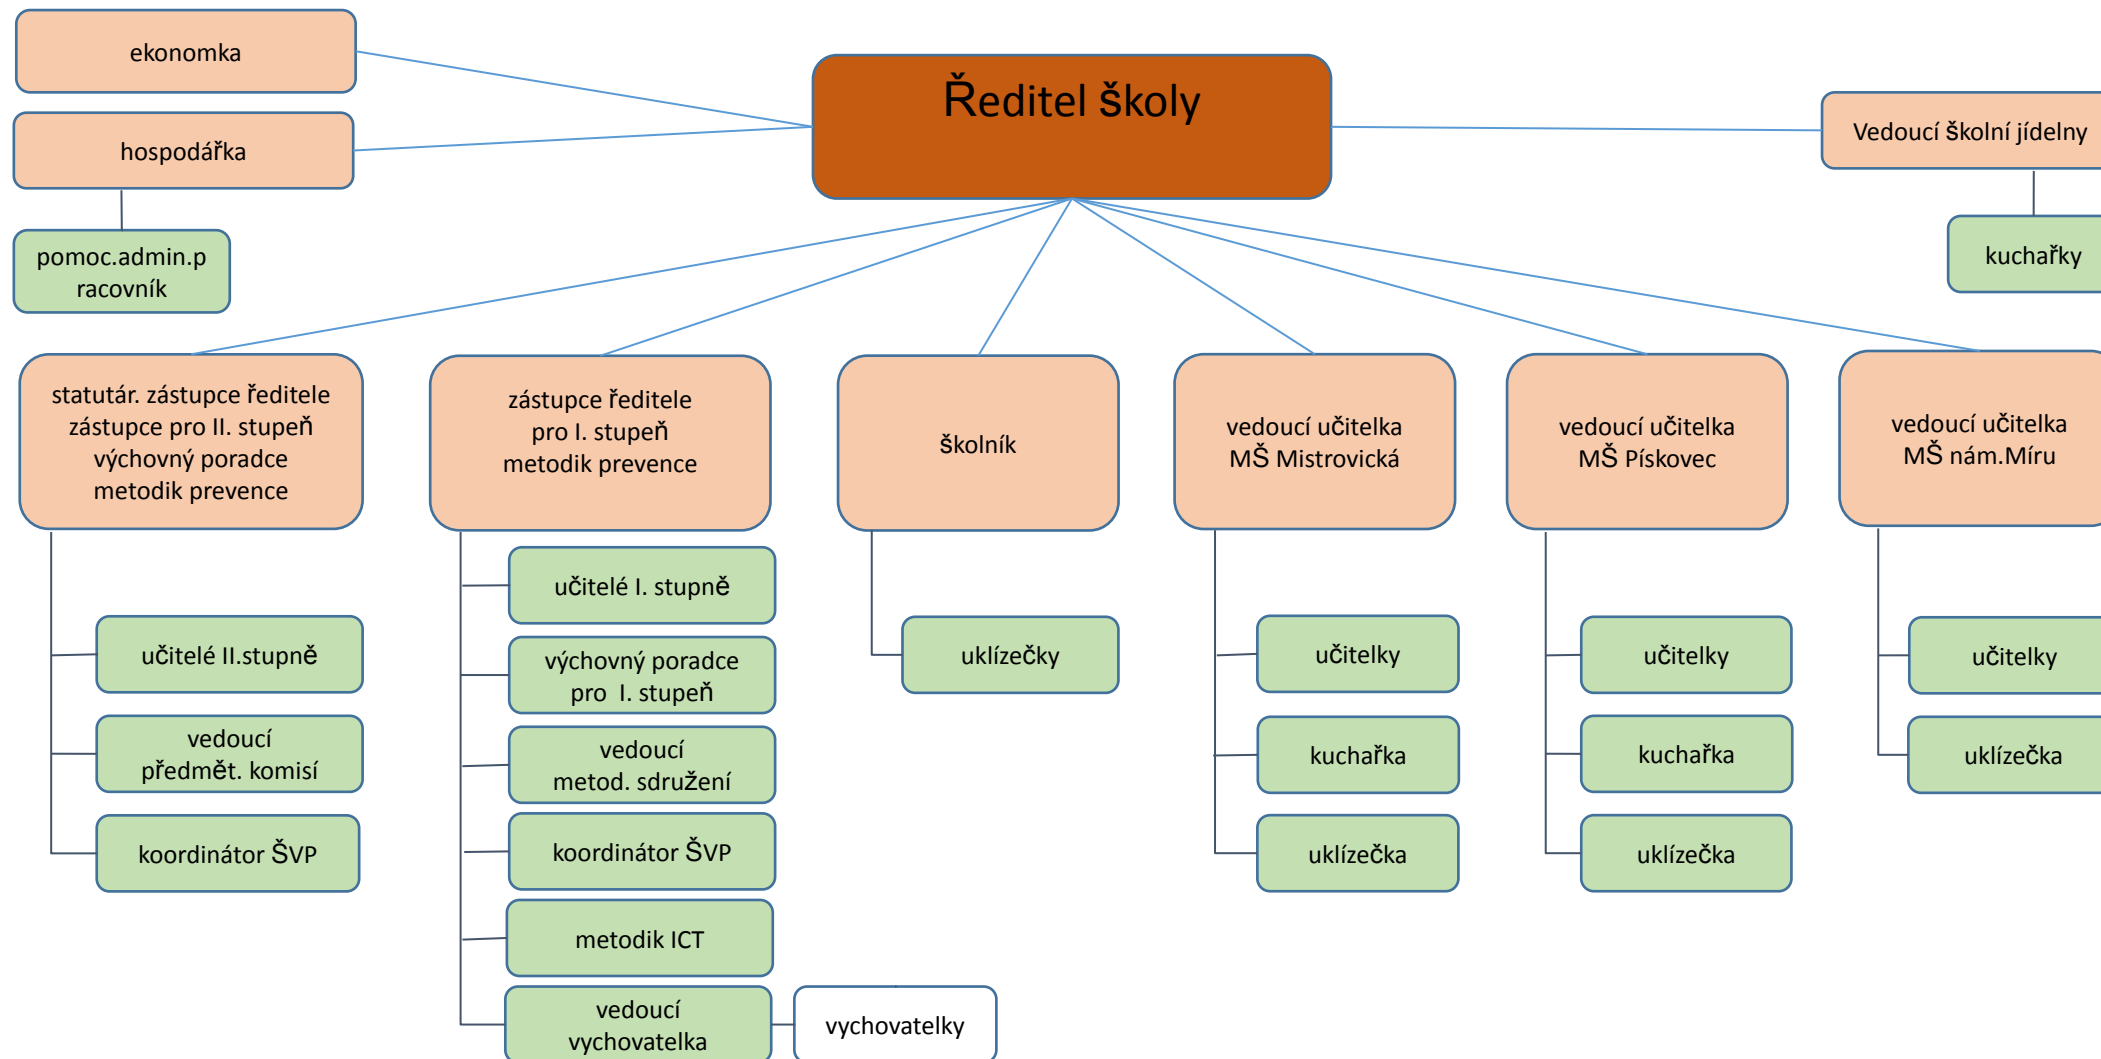 ekonomka
Ředitel školy
hospodářka
Vedoucí školní jídelny
pomoc.admin.p
racovník
kuchařky
statutár. zástupce ředitele
zástupce pro II. stupeň
výchovný poradce
metodik prevence
zástupce ředitele
pro I. stupeň
metodik prevence
školník
vedoucí učitelka
MŠ Mistrovická
vedoucí učitelka
MŠ Pískovec
vedoucí učitelka
MŠ nám.Míru
učitelé II.stupně
vedoucí
předmět. komisí
koordinátor ŠVP
učitelé I. stupně
výchovný poradce
pro  I. stupeň
vedoucí
metod. sdružení
koordinátor ŠVP
metodik ICT
vedoucí
vychovatelka
vychovatelky
uklízečky
učitelky
kuchařka
uklízečka
učitelky
kuchařka
uklízečka
učitelky
uklízečka